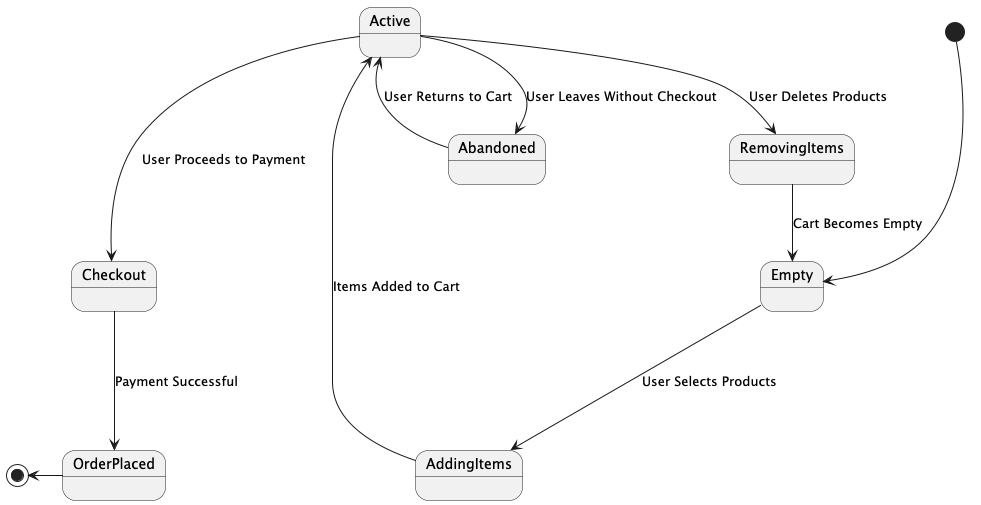 Active
User Returns to Cart
User Leaves Without Checkout
User Deletes Products
Abandoned
RemovingItems
User Proceeds to Payment
Cart Becomes Empty
Checkout
Empty
Items Added to Cart
Payment Successful
User Selects Products
OrderPlaced
AddingItems